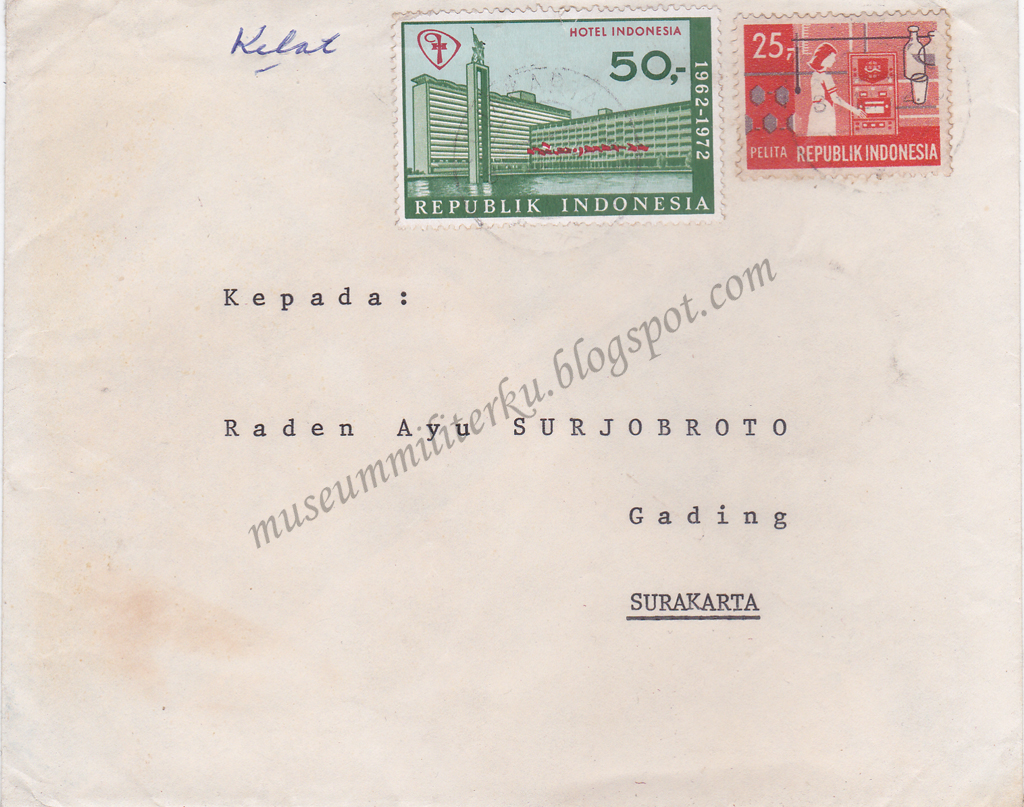 Kilat
HOTEL INDONESIA
50,-
1962-1972
REPUBLIK INDONESIA
25,-
PELITA REPUBLIK INDONESIA
Kepada:
Raden Ayu SURJOBROTO
Gading
SURAKARTA
museummiliterku.blogspot.com